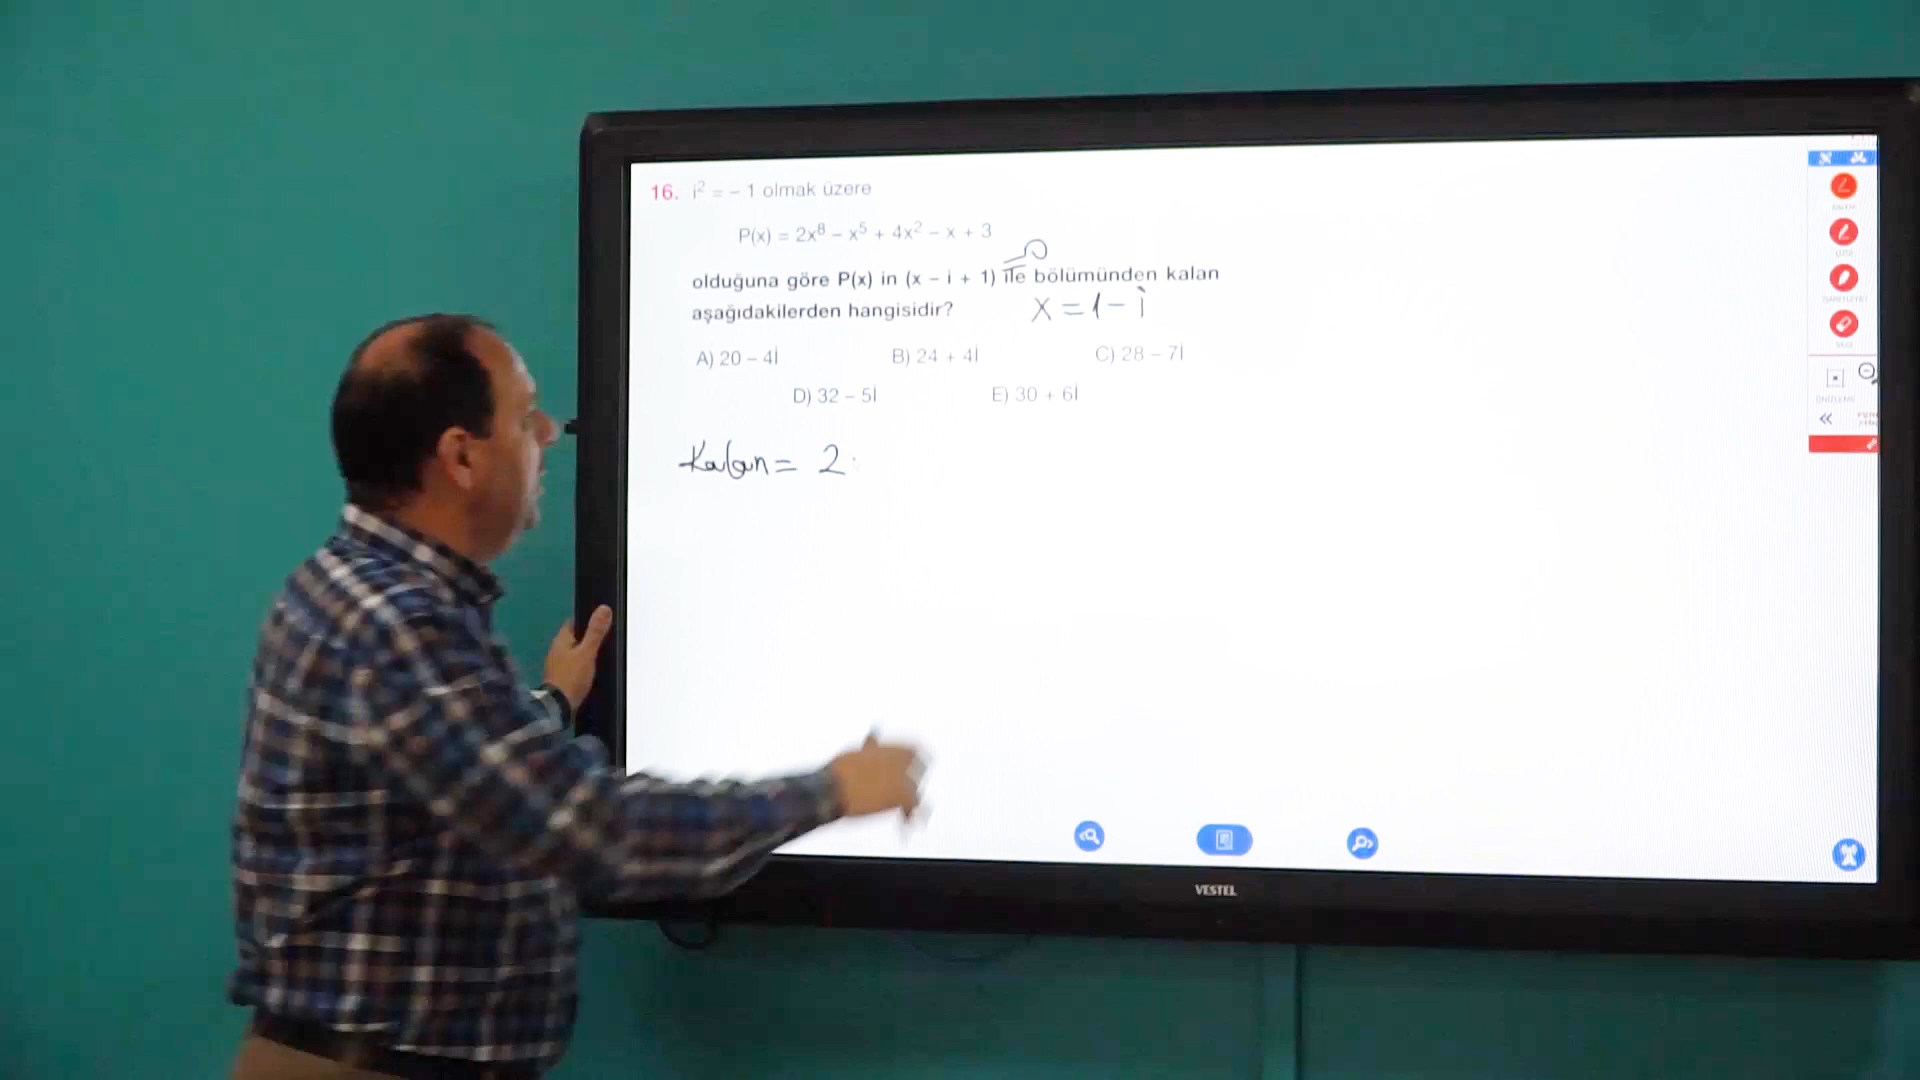 16. i² = – 1 olmak üzere
P(x) = 2x⁸ – x⁵ + 4x² – x + 3
olduğuna göre P(x) in (x – i + 1) ile bölümünden kalan
aşağıdakilerden hangisidir?
x = 1 – i
A) 20 – 4i B) 24 + 4i C) 28 – 7i
D) 32 – 5i E) 30 + 6i
Kalan = 2.
VESTEL